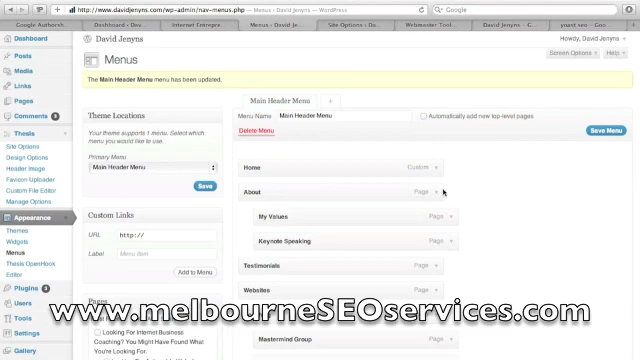 http://www.davidjenyns.com/wp-admin/nav-menus.php
Google
Google Authorsh...
Internet Entrepre...
Menus ‹ David Jen...
Site Options ‹ Dav...
Webmaster Tool...
David Jenyns — G...
yoast seo - Goo...
Dashboard
David Jenyns
Howdy, David Jenyns
Screen Options
Help
Posts
Menus
Media
Links
The Main Header Menu menu has been updated.
Pages
Comments
Main Header Menu
+
Thesis
Theme Locations
Menu Name
Main Header Menu
Automatically add new top-level pages
Site Options
Your theme supports 1 menu. Select which
menu you would like to use.
Delete Menu
Save Menu
Design Options
Header Image
Primary Menu
Favicon Uploader
Main Header Menu
Home
Custom
Custom File Editor
Save
About
Page
Manage Options
Appearance
Custom Links
My Values
Page
Themes
URL
http://
Widgets
Keynote Speaking
Page
Menus
Label
Menu Item
Testimonials
Page
Thesis OpenHook
Add to Menu
Editor
Websites
Page
Plugins
Pages
Users
www.melbourneSEOservices.com
Tools
Looking For Internet Business
Settings
Coaching? You Might Have Found What
You're Looking For.
Mastermind Group
Page
Gallery